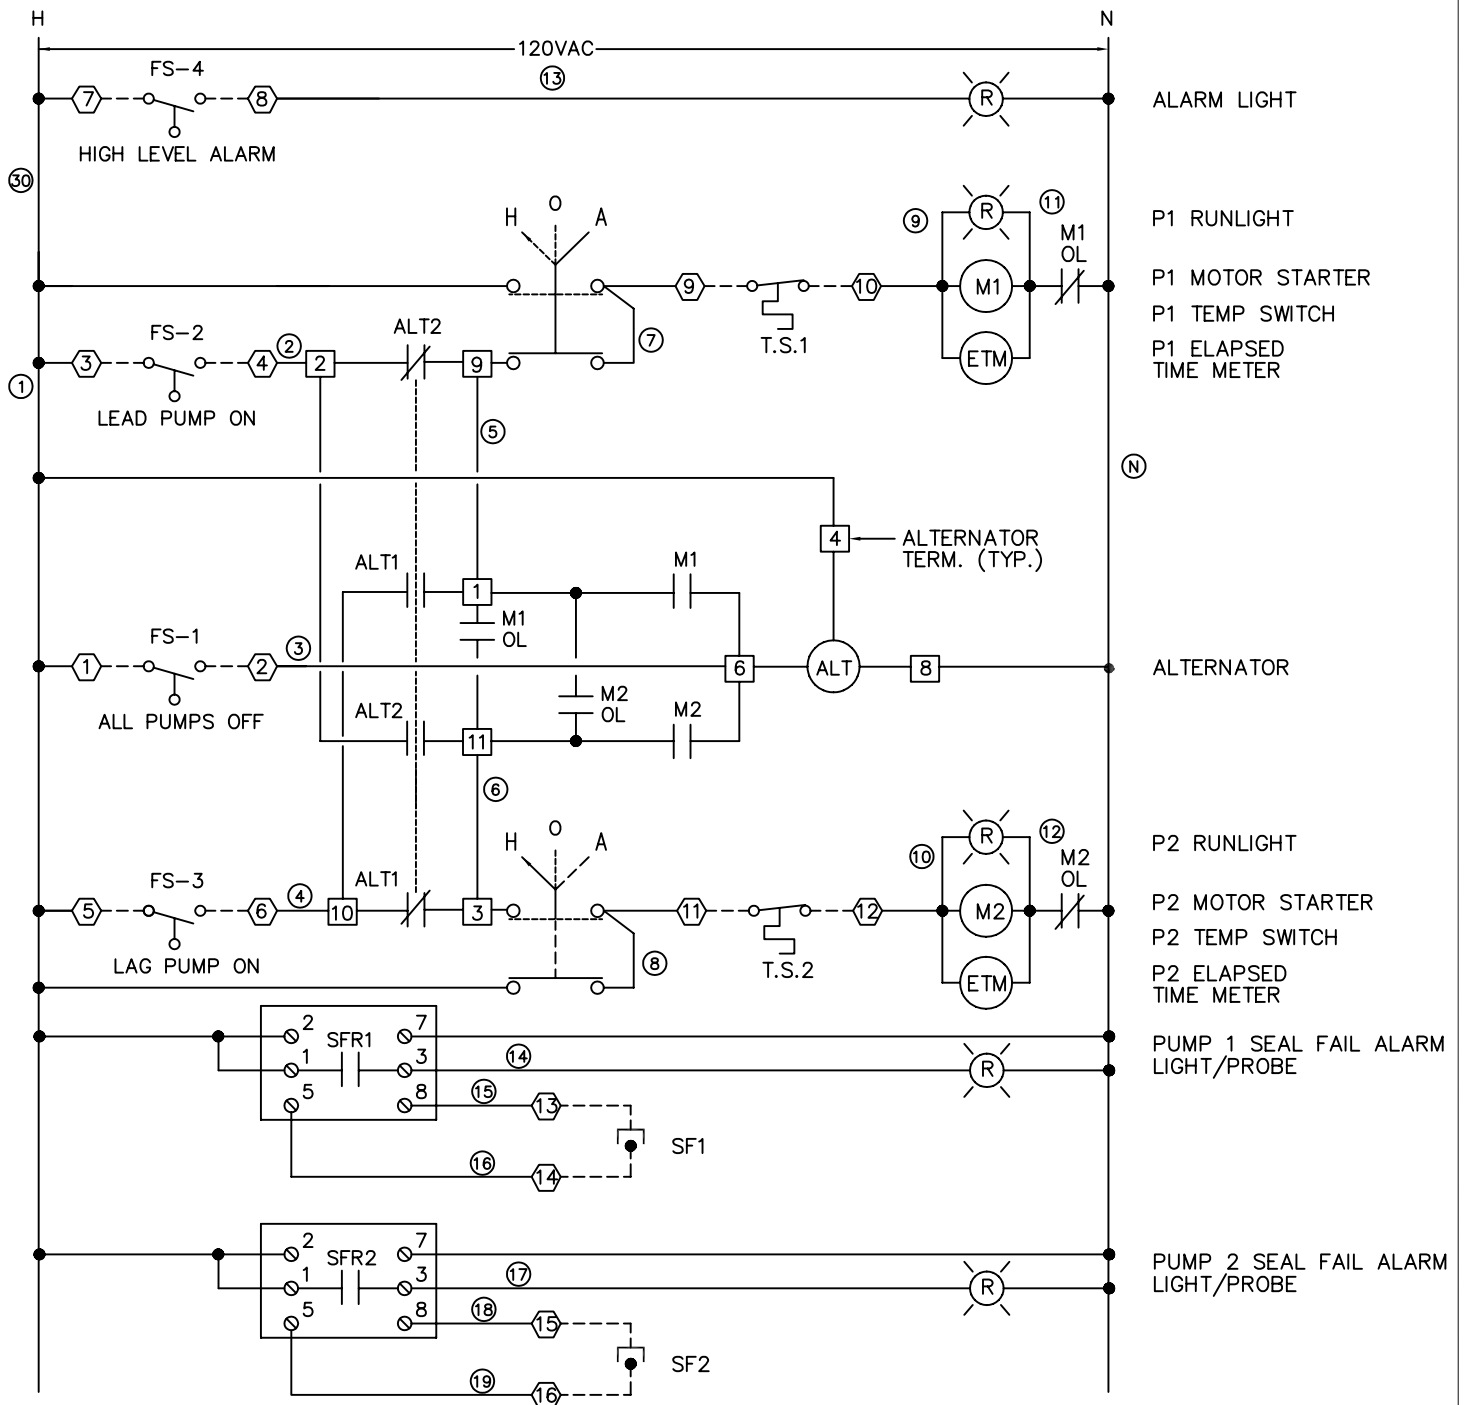 H N
120VAC
FS-4 13
7 8 R ALARM LIGHT
HIGH LEVEL ALARM
30
H O A 9 R 11 P1 RUNLIGHT
M1
OL
9 10 M1 P1 MOTOR STARTER
T.S.1 P1 TEMP SWITCH
FS-2 ALT2 7
3 4 2 2 9 ETM P1 ELAPSED
TIME METER
1
LEAD PUMP ON
5
N
4 ALTERNATOR
TERM. (TYP.)
ALT1 M1
1
M1
OL
FS-1 3
1 2 6 ALT 8 ALTERNATOR
M2
OL
ALL PUMPS OFF ALT2 M2
11
6
H O A R 12 P2 RUNLIGHT
10 M2
OL
FS-3 4 ALT1
5 6 10 3 11 12 M2 P2 MOTOR STARTER
P2 TEMP SWITCH
LAG PUMP ON 8 T.S.2
ETM P2 ELAPSED
TIME METER
2 7
SFR1 PUMP 1 SEAL FAIL ALARM
LIGHT/PROBE
1 3 14 R
5 8 15 13
SF1
16 14
2 7
SFR2 PUMP 2 SEAL FAIL ALARM
LIGHT/PROBE
1 3 17 R
5 8 18 15
SF2
19 16